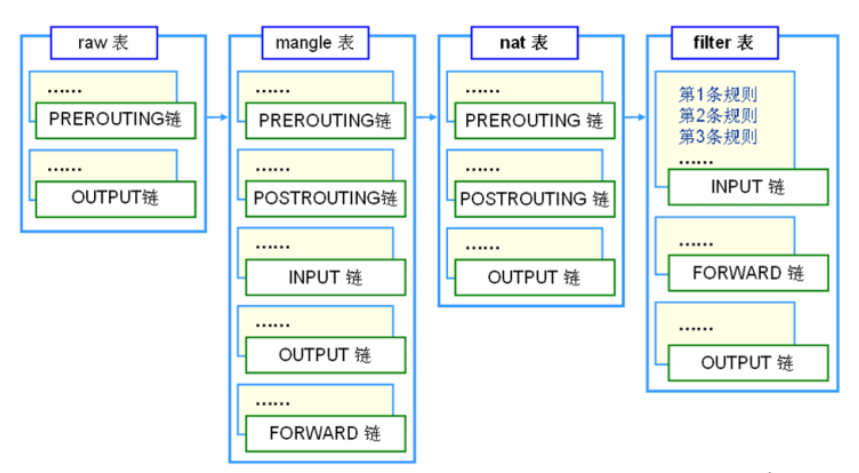 raw 表
……
PREROUTING链
……
OUTPUT链
mangle 表
……
PREROUTING链
……
POSTROUTING链
……
INPUT 链
……
OUTPUT 链
……
FORWARD 链
nat 表
……
PREROUTING 链
……
POSTROUTING 链
……
OUTPUT 链
filter 表
第1条规则
第2条规则
第3条规则
……
INPUT 链
……
FORWARD 链
……
OUTPUT 链